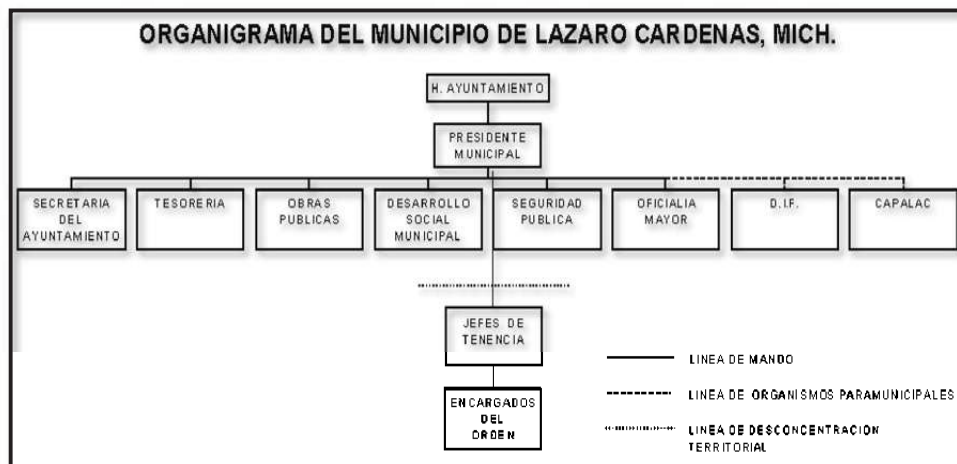 ORGANIGRAMA DEL MUNICIPIO DE LAZARO CARDENAS, MICH.
H. AYUNTAMIENTO
PRESIDENTE
MUNICIPAL
SECRETARIA
DEL
AYUNTAMIENTO
TESORERIA
OBRAS
PUBLICAS
DESARROLLO
SOCIAL
MUNICIPAL
SEGURIDAD
PUBLICA
OFICIALIA
MAYOR
D.I.F.
CAPALAC
JEFES DE
TENENCIA
ENCARGADOS
DEL
ORDEN
LINEA DE MANDO
LINEA DE ORGANISMOS PARAMUNICIPALES
LINEA DE DESCONCENTRACION
TERRITORIAL